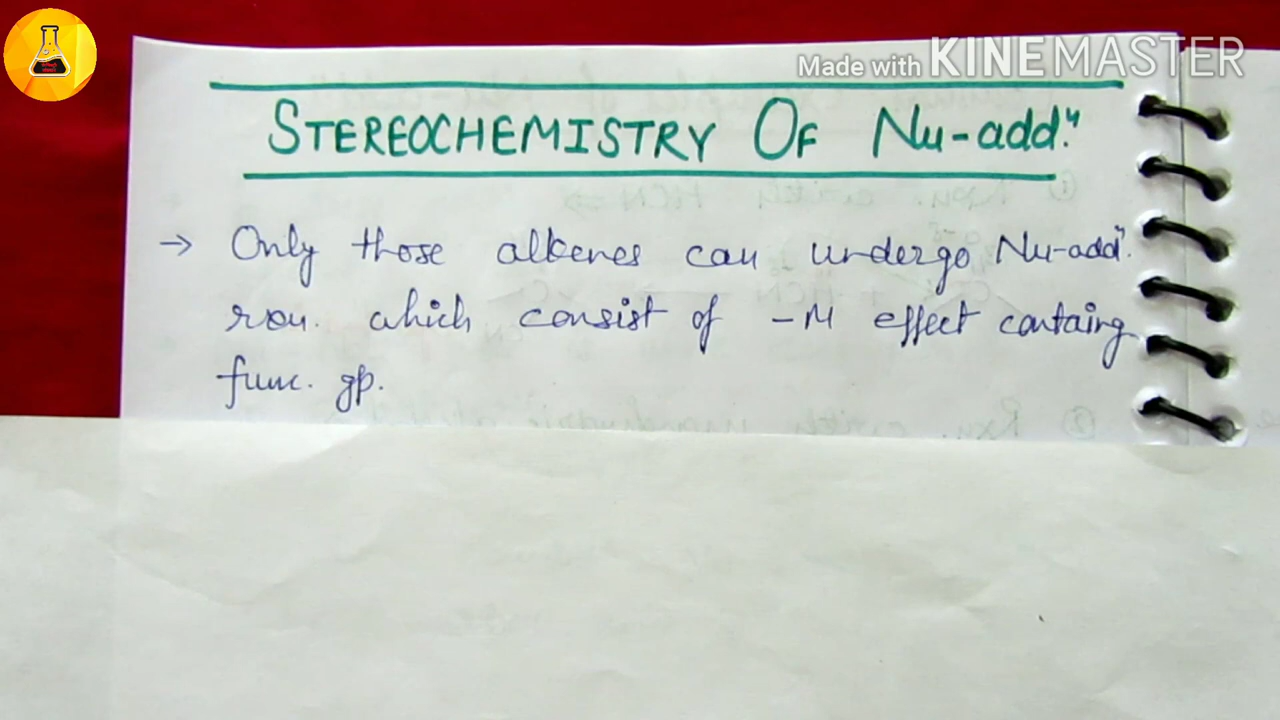 Made with KINEMASTER
STEREOCHEMISTRY OF Nu-addⁿ.
→ Only those alkenes can undergo Nu-addⁿ.
rxn. which consist of -M effect containg
func. gp.